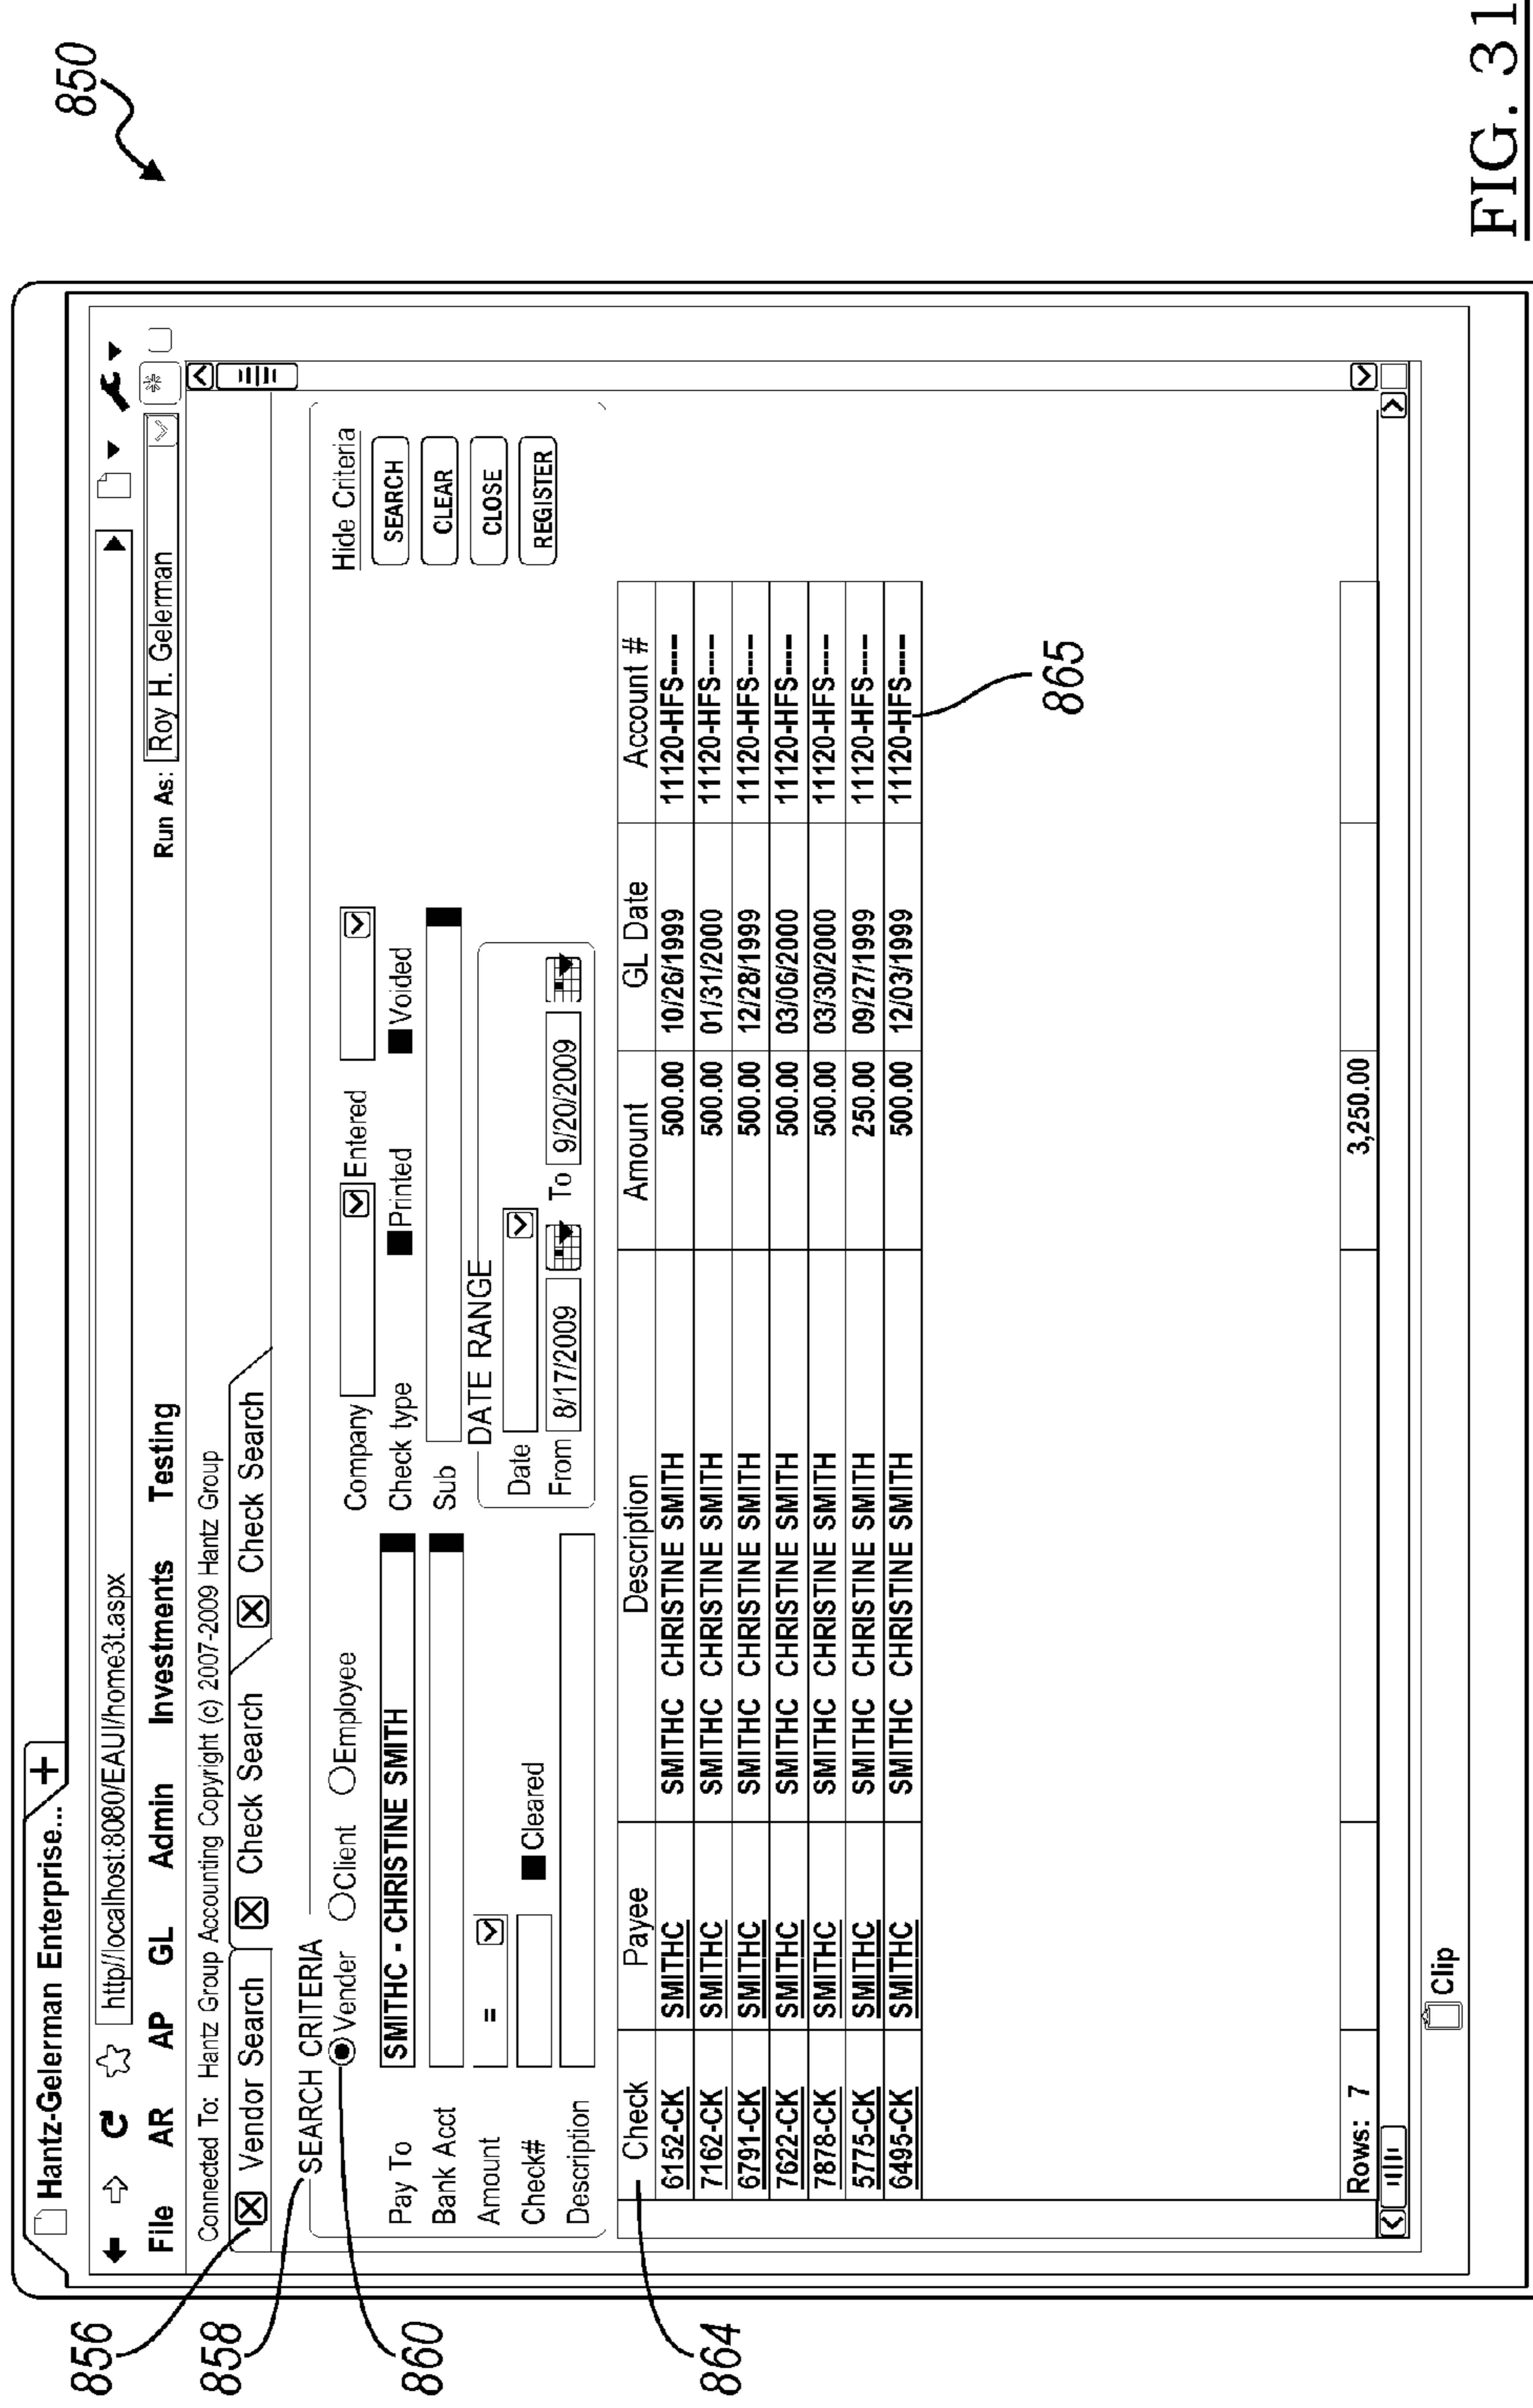 850
Hantz-Gelerman Enterprise...
http//localhost:8080/EAUI/home3t.aspx
File AR AP GL Admin Investments Testing Run As: Roy H. Gelerman
Connected To: Hantz Group Accounting Copyright (c) 2007-2009 Hantz Group
Vendor Search Check Search Check Search
856
SEARCH CRITERIA
858
Vender Client Employee
860
Company Entered
Hide Criteria
Pay To SMITHC - CHRISTINE SMITH Check type Printed Voided SEARCH
Bank Acct Sub CLEAR
Amount = DATE RANGE CLOSE
Check# Cleared Date REGISTER
Description From 8/17/2009 To 9/20/2009
864
Check Payee Description Amount GL Date Account #
6152-CK SMITHC SMITHC CHRISTINE SMITH 500.00 10/26/1999 11120-HFS-----
7162-CK SMITHC SMITHC CHRISTINE SMITH 500.00 01/31/2000 11120-HFS-----
6791-CK SMITHC SMITHC CHRISTINE SMITH 500.00 12/28/1999 11120-HFS-----
7622-CK SMITHC SMITHC CHRISTINE SMITH 500.00 03/06/2000 11120-HFS-----
7878-CK SMITHC SMITHC CHRISTINE SMITH 500.00 03/30/2000 11120-HFS-----
5775-CK SMITHC SMITHC CHRISTINE SMITH 250.00 09/27/1999 11120-HFS-----
6495-CK SMITHC SMITHC CHRISTINE SMITH 500.00 12/03/1999 11120-HFS-----
865
Rows: 7 3,250.00
Clip
FIG. 31